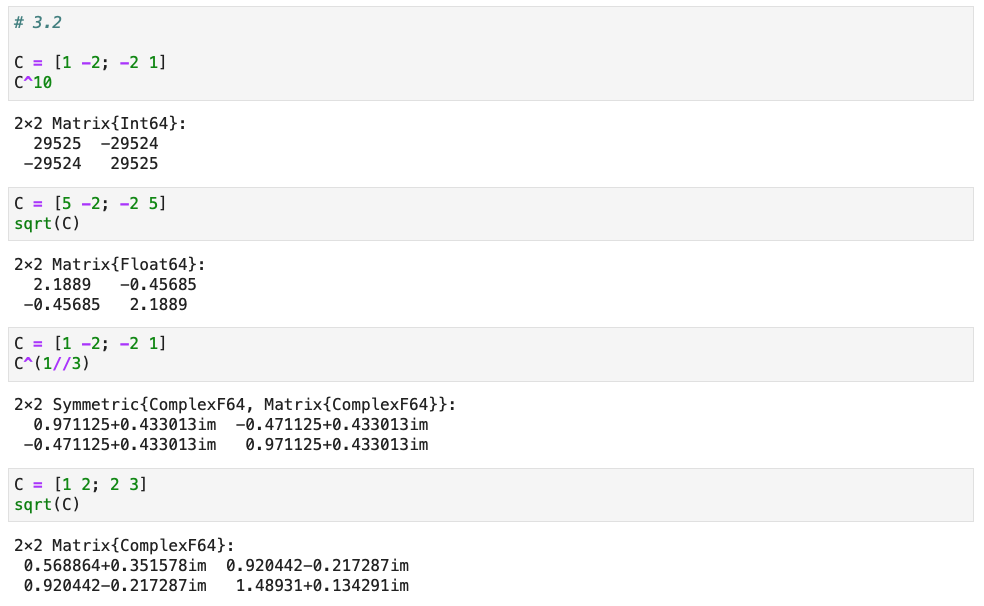 # 3.2
C = [1 −2; −2 1]
C^10
2×2 Matrix{Int64}:
29525 −29524
−29524 29525
C = [5 −2; −2 5]
sqrt(C)
2×2 Matrix{Float64}:
2.1889 −0.45685
−0.45685 2.1889
C = [1 −2; −2 1]
C^(1//3)
2×2 Symmetric{ComplexF64, Matrix{ComplexF64}}:
0.971125+0.433013im −0.471125+0.433013im
−0.471125+0.433013im 0.971125+0.433013im
C = [1 2; 2 3]
sqrt(C)
2×2 Matrix{ComplexF64}:
0.568864+0.351578im 0.920442−0.217287im
0.920442−0.217287im 1.48931+0.134291im